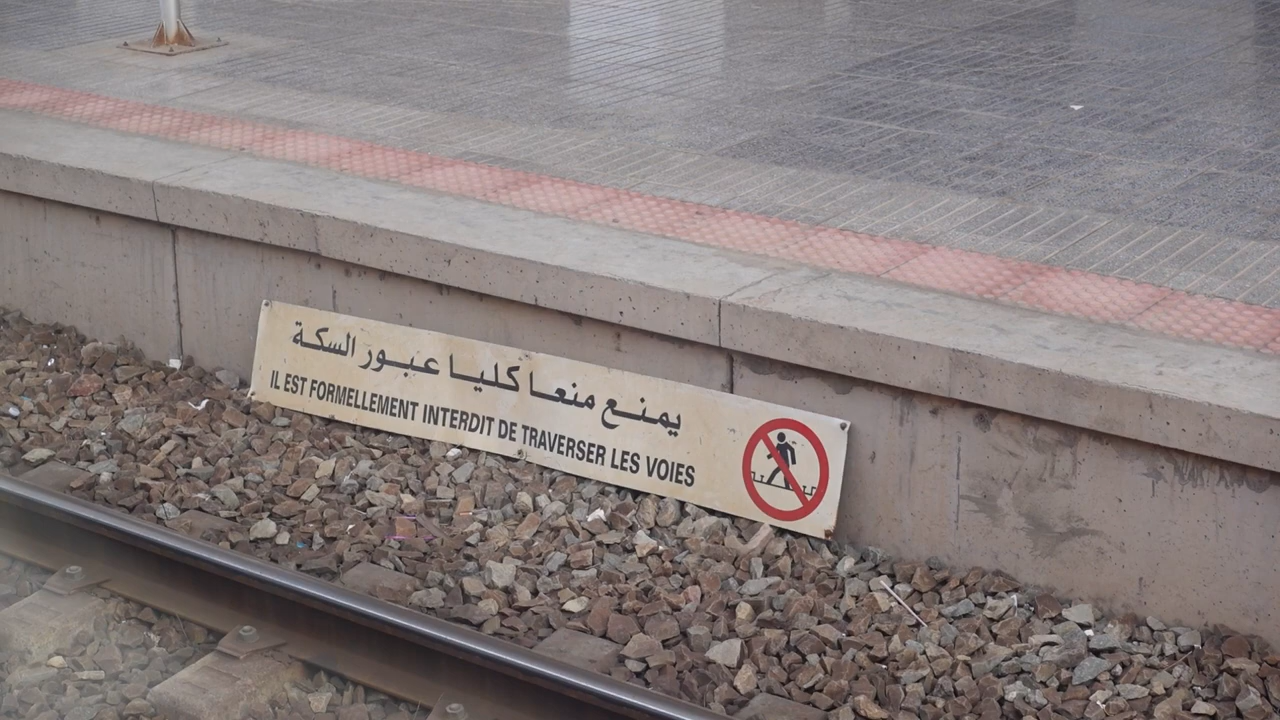 يمنع منعا كليا عبور السكة
IL EST FORMELLEMENT INTERDIT DE TRAVERSER LES VOIES